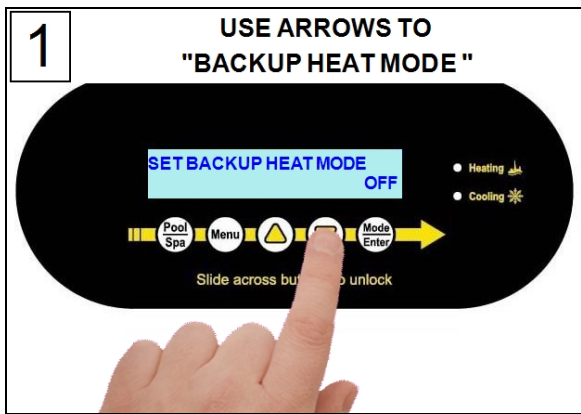 1
USE ARROWS TO
"BACKUP HEAT MODE "
SET BACKUP HEAT MODE
OFF
Heating
Cooling
Pool
Spa
Menu
Mode
Enter
Slide across but o unlock